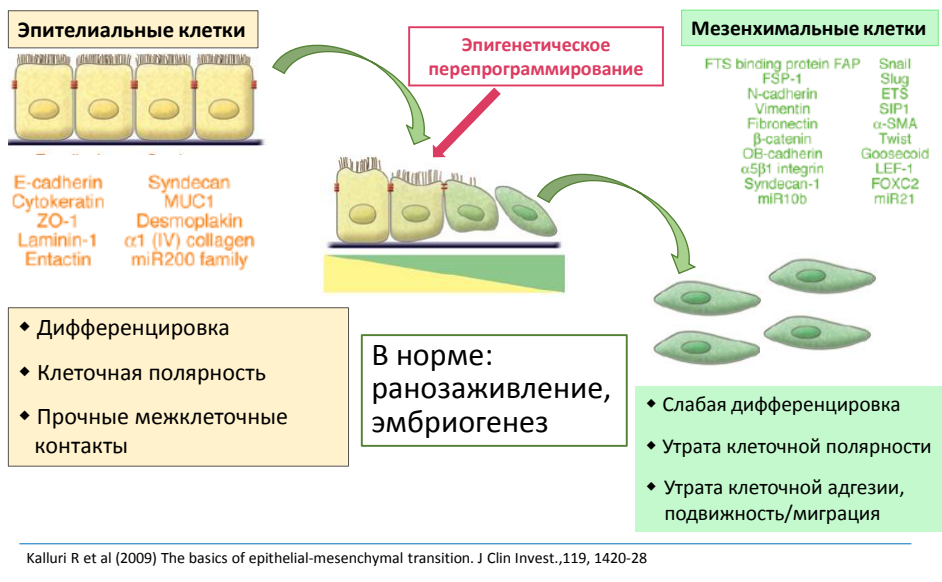 Эпителиальные клетки
Эпигенетическое
перепрограммирование
Мезенхимальные клетки
FTS binding protein FAP Snail
FSP-1 Slug
N-cadherin ETS
Vimentin SIP1
Fibronectin α-SMA
β-catenin Twist
OB-cadherin Goosecoid
α5β1 integrin LEF-1
Syndecan-1 FOXC2
miR10b miR21
E-cadherin Syndecan
Cytokeratin MUC1
ZO-1 Desmoplakin
Laminin-1 α1 (IV) collagen
Entactin miR200 family
◆ Дифференцировка
◆ Клеточная полярность
◆ Прочные межклеточные
контакты
В норме:
ранозаживление,
эмбриогенез
◆ Слабая дифференцировка
◆ Утрата клеточной полярности
◆ Утрата клеточной адгезии,
подвижность/миграция
Kalluri R et al (2009) The basics of epithelial-mesenchymal transition. J Clin Invest.,119, 1420-28